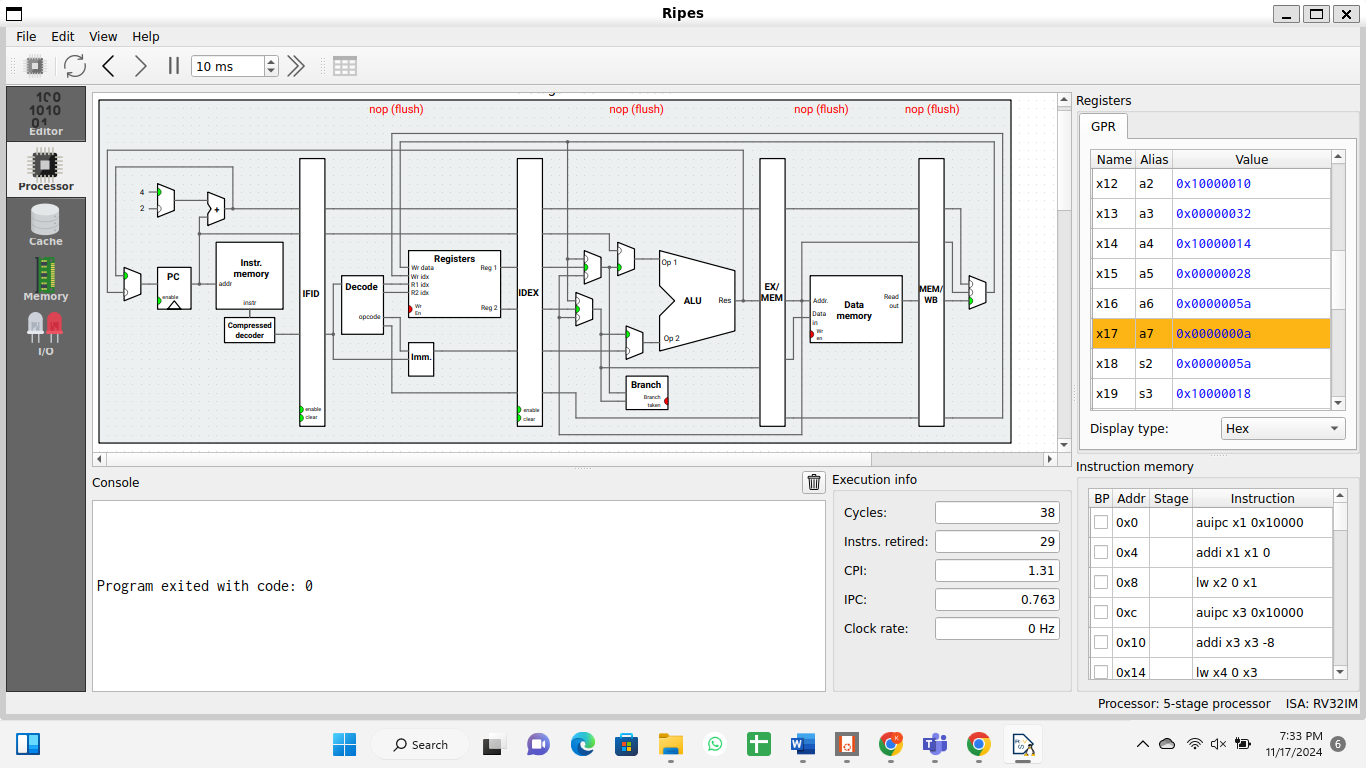 Ripes
File Edit View Help
10 ms
Editor
Processor
Cache
Memory
I/O
nop (flush) nop (flush) nop (flush) nop (flush)
4
2
+
PC
enable
Instr.
memory
addr
instr
Compressed
decoder
IFID
enable
clear
Decode
opcode
Registers
Wr data
Wr idx
R1 idx
R2 idx
Wr
En
Reg 1
Reg 2
Imm.
IDEX
enable
clear
Op 1
ALU
Res
Op 2
Branch
Branch
taken
EX/
MEM
Data
memory
Addr.
Data
in
Wr
en
Read
out
MEM/
WB
Console
Program exited with code: 0
Execution info
Cycles: 38
Instrs. retired: 29
CPI: 1.31
IPC: 0.763
Clock rate: 0 Hz
Registers
GPR
Name Alias Value
x12 a2 0x10000010
x13 a3 0x00000032
x14 a4 0x10000014
x15 a5 0x00000028
x16 a6 0x0000005a
x17 a7 0x0000000a
x18 s2 0x0000005a
x19 s3 0x10000018
Display type: Hex
Instruction memory
BP Addr Stage Instruction
0x0 auipc x1 0x10000
0x4 addi x1 x1 0
0x8 lw x2 0 x1
0xc auipc x3 0x10000
0x10 addi x3 x3 -8
0x14 lw x4 0 x3
Processor: 5-stage processor ISA: RV32IM
Search
7:33 PM
11/17/2024
6